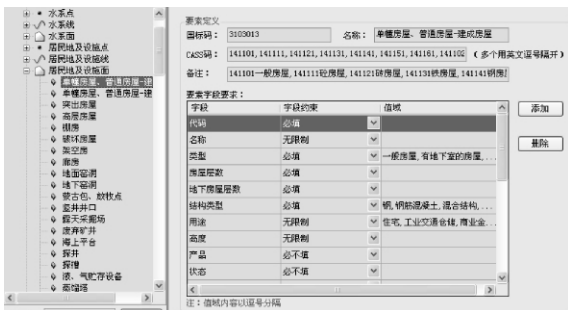 水系点
水系线
水系面
居民地及设施点
居民地及设施线
居民地及设施面
单幢房屋、普通房屋-建
单幢房屋、普通房屋-建
突出房屋
高层房屋
棚房
破坏房屋
架空房
廊房
地面窑洞
地下窑洞
蒙古包、放牧点
竖井井口
露天采掘场
废弃矿井
海上平台
探井
探槽
液、气贮存设备
高端塔
要素定义
国标码： 3103013 名称： 单幢房屋、普通房屋-建成房屋
CASS码： 141101,141111,141121,141131,141141,141151,141161,141102 （多个用英文逗号隔开）
备注： 141101一般房屋,141111砼房屋,141121砖房屋,141131铁房屋,141141钢房
要素字段要求：
字段 字段约束 值域
代码 必填
名称 无限制
类型 必填 一般房屋,有地下室的房屋,...
房屋层数 必填
地下房屋层数 必填
结构类型 必填 钢,钢筋混凝土,混合结构,...
用途 无限制 住宅,工业交通仓储,商业金...
高度 无限制
产品 必不填
状态 必不填
添加
删除
注：值域内容以逗号分隔